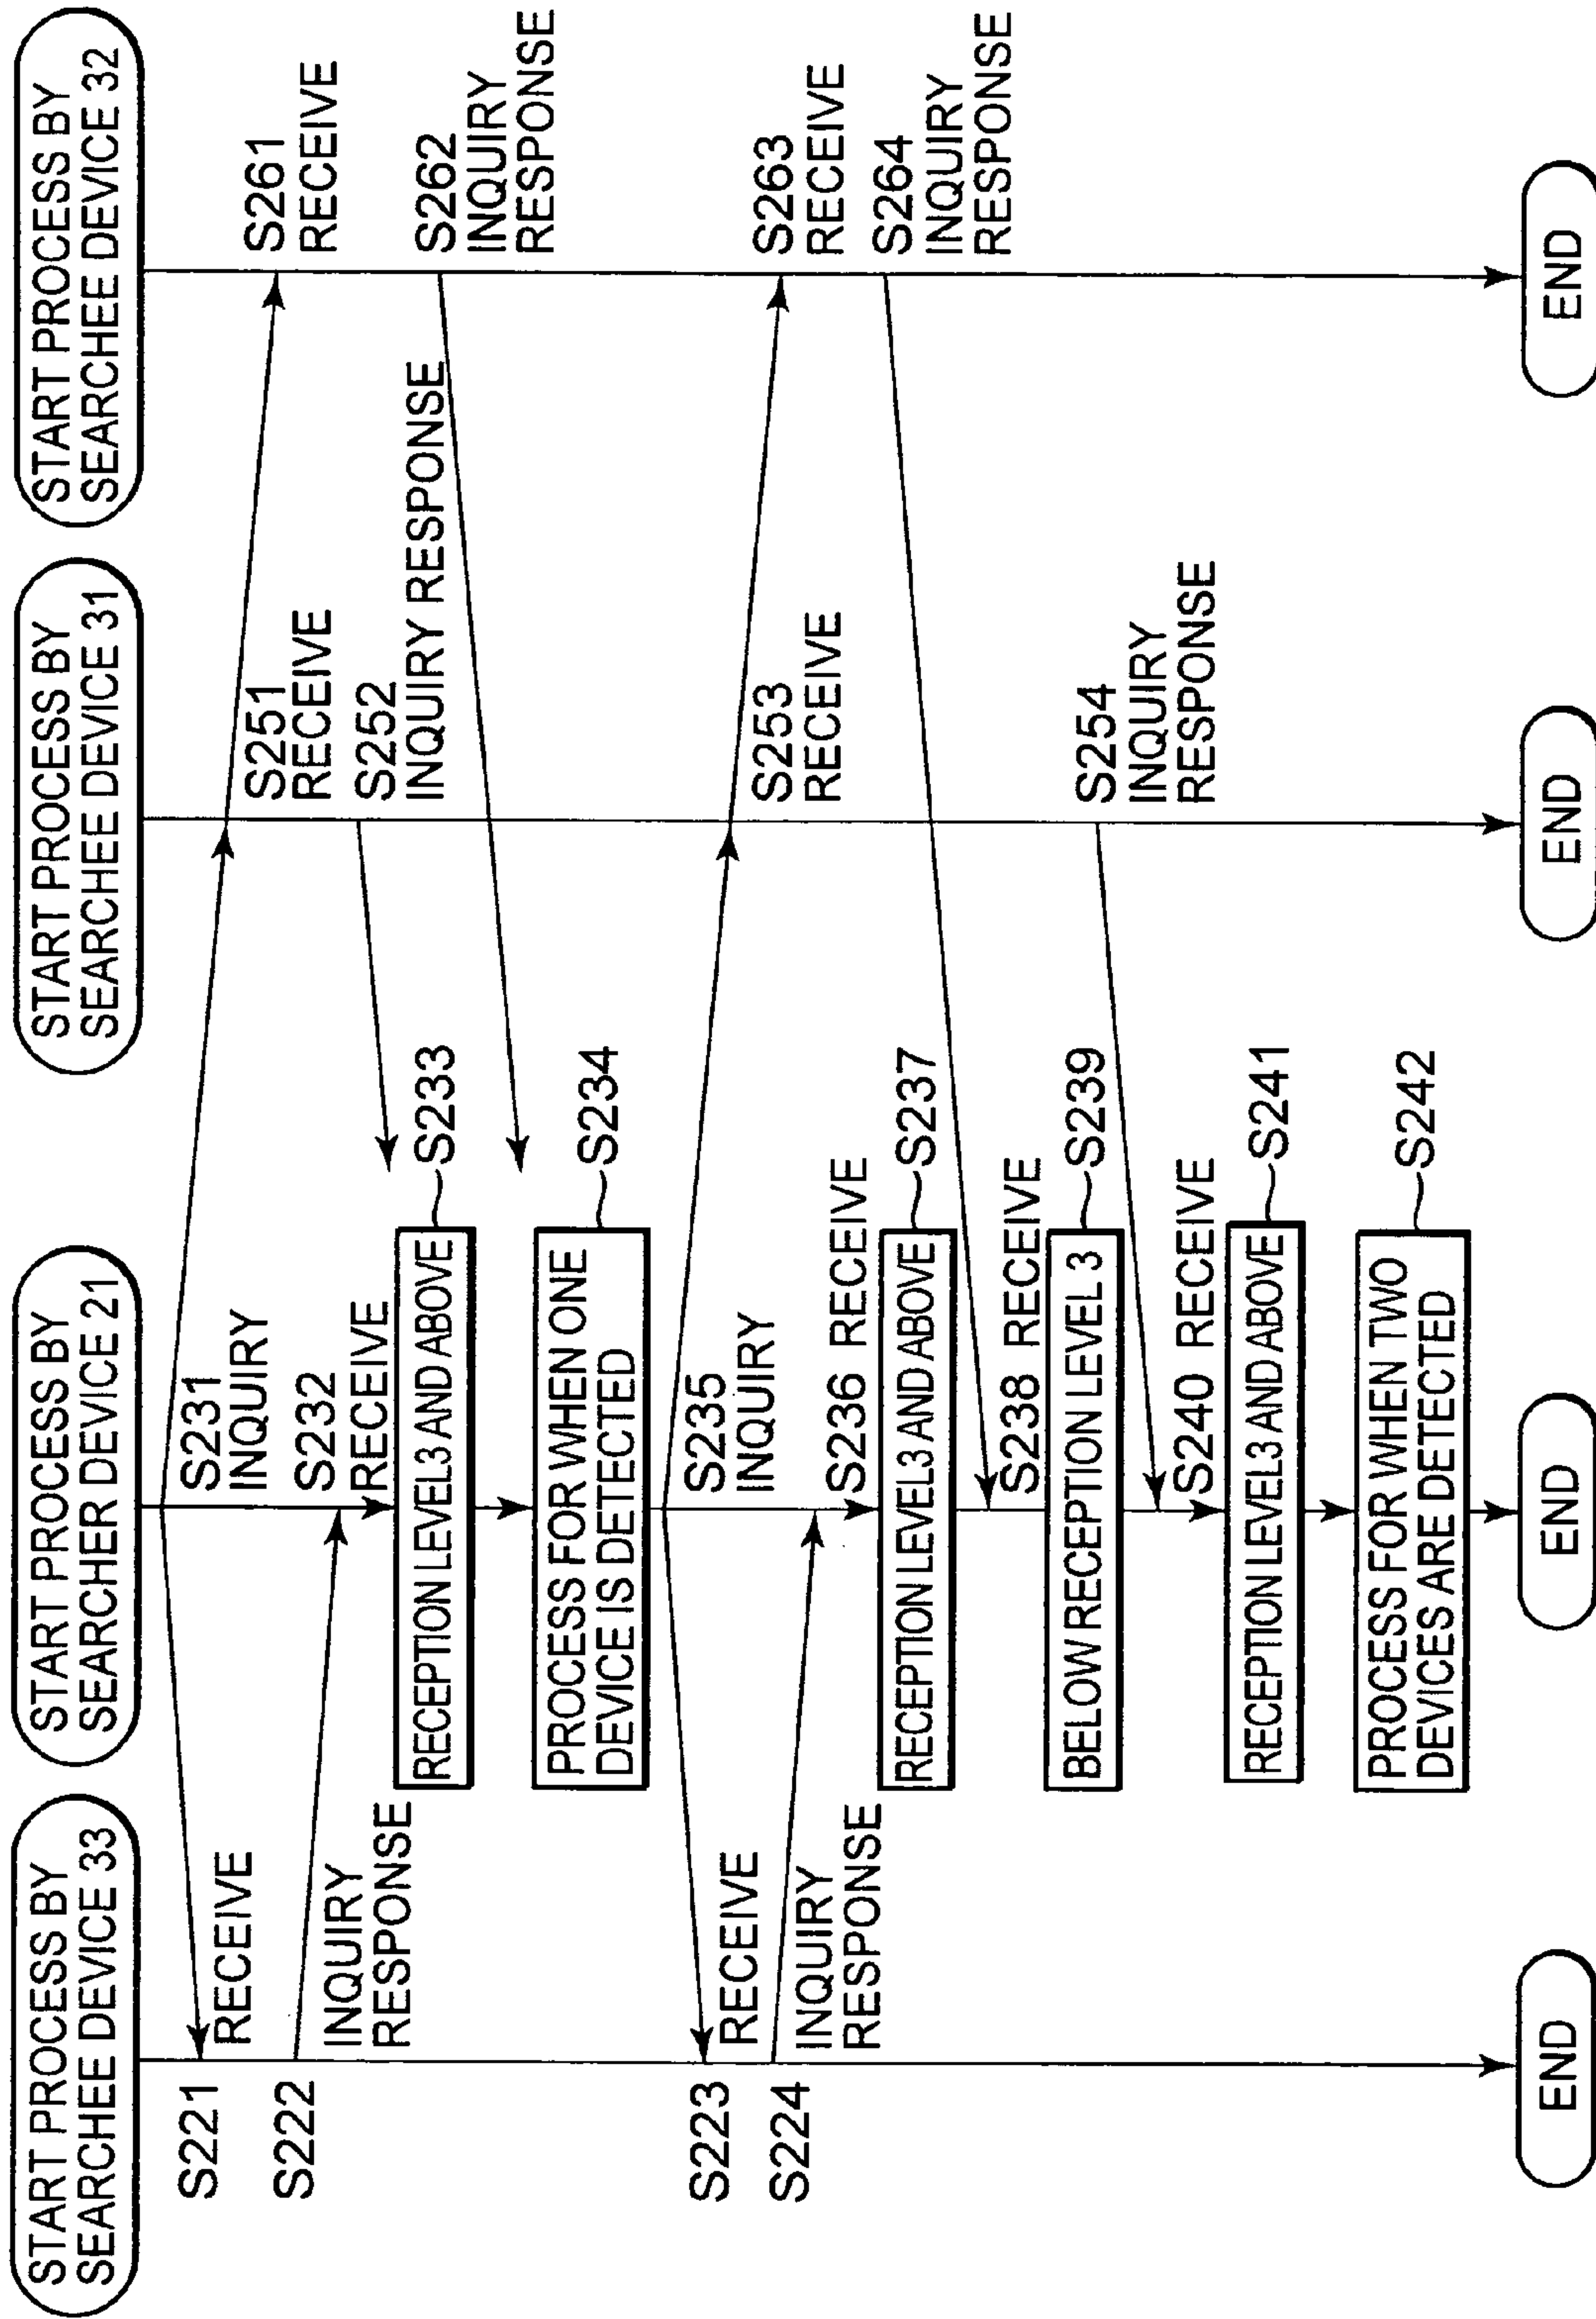 START PROCESS BY
SEARCHEE DEVICE 33
START PROCESS BY
SEARCHER DEVICE 21
START PROCESS BY
SEARCHEE DEVICE 31
START PROCESS BY
SEARCHEE DEVICE 32
S221
RECEIVE
S222
INQUIRY
RESPONSE
S223
RECEIVE
S224
INQUIRY
RESPONSE
END
S231
INQUIRY
S232
RECEIVE
RECEPTION LEVEL3 AND ABOVE
S233
PROCESS FOR WHEN ONE
DEVICE IS DETECTED
S234
S235
INQUIRY
S236 RECEIVE
RECEPTION LEVEL3 AND ABOVE
S237
S238 RECEIVE
BELOW RECEPTION LEVEL 3
S239
S240 RECEIVE
RECEPTION LEVEL3 AND ABOVE
S241
PROCESS FOR WHEN TWO
DEVICES ARE DETECTED
S242
END
S251
RECEIVE
S252
INQUIRY RESPONSE
S253
RECEIVE
S254
INQUIRY
RESPONSE
END
S261
RECEIVE
S262
INQUIRY
RESPONSE
S263
RECEIVE
S264
INQUIRY
RESPONSE
END